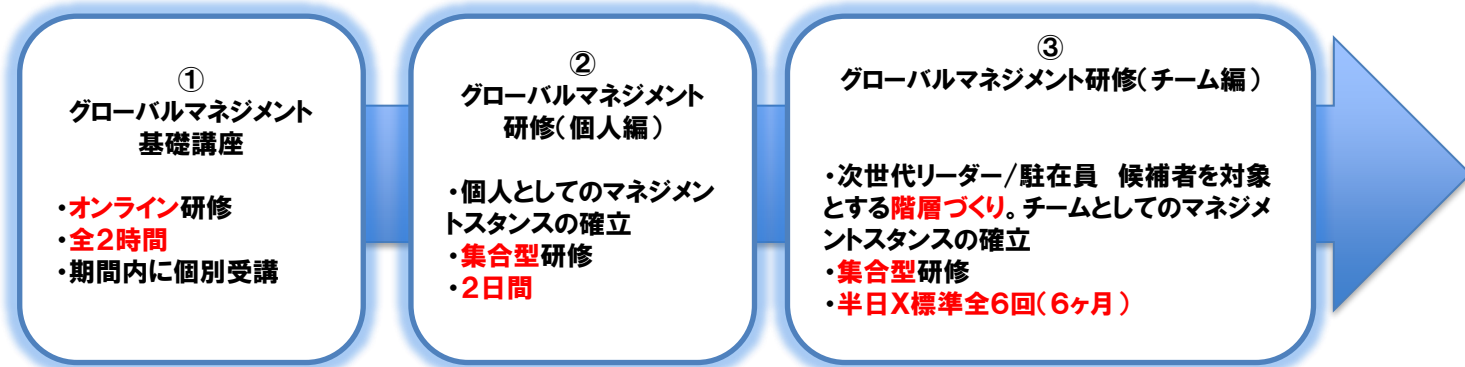 ①
グローバルマネジメント
基礎講座
・オンライン研修
・全2時間
・期間内に個別受講
②
グローバルマネジメント
研修(個人編)
・個人としてのマネジメン
トスタンスの確立
・集合型研修
・2日間
③
グローバルマネジメント研修(チーム編)
・次世代リーダー/駐在員 候補者を対象
とする階層づくり。チームとしてのマネジメ
ントスタンスの確立
・集合型研修
・半日X標準全6回(6ヶ月)